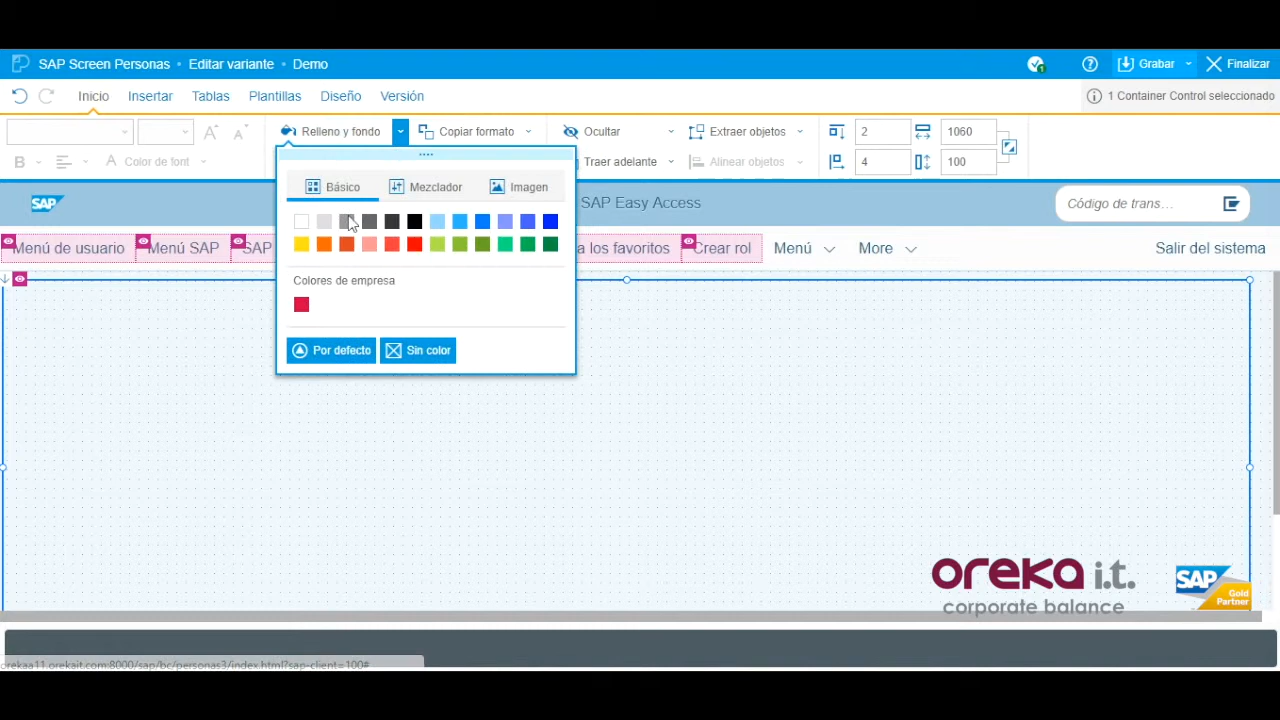 SAP Screen Personas • Editar variante • Demo
1
Grabar
Finalizar
Inicio
Insertar
Tablas
Plantillas
Diseño
Versión
1 Container Control seleccionado
Relleno y fondo
Copiar formato
Ocultar
Extraer objetos
2
1060
B
A Color de font
Traer adelante
Alinear objetos
4
100
Básico
Mezclador
Imagen
SAP
SAP Easy Access
Código de trans...
Menú de usuario
Menú SAP
SAP
a los favoritos
Crear rol
Menú
More
Salir del sistema
Colores de empresa
Por defecto
Sin color
oreka i.t.
corporate balance
SAP
Gold
Partner
orekaa11.orekait.com:8000/sap/bc/personas3/index.html?sap-client=100#